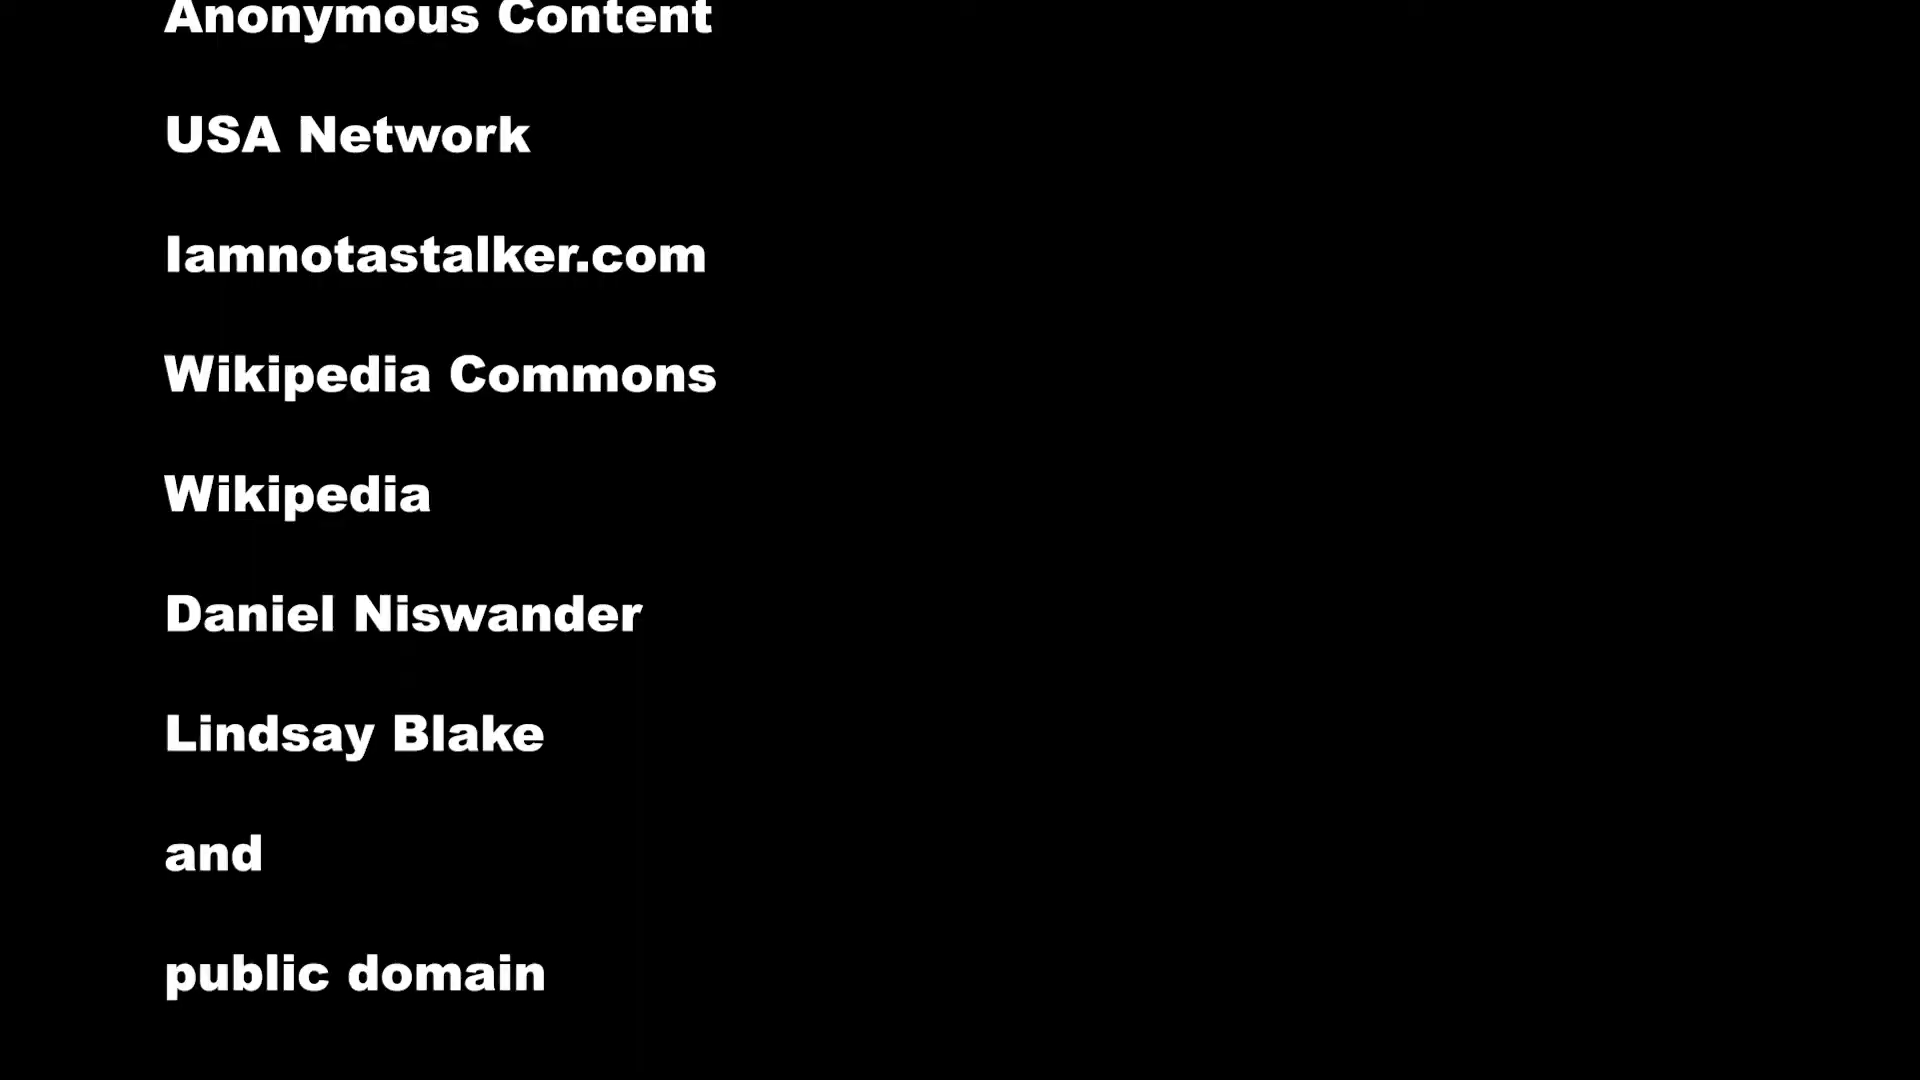 Anonymous Content
USA Network
Iamnotastalker.com
Wikipedia Commons
Wikipedia
Daniel Niswander
Lindsay Blake
and
public domain